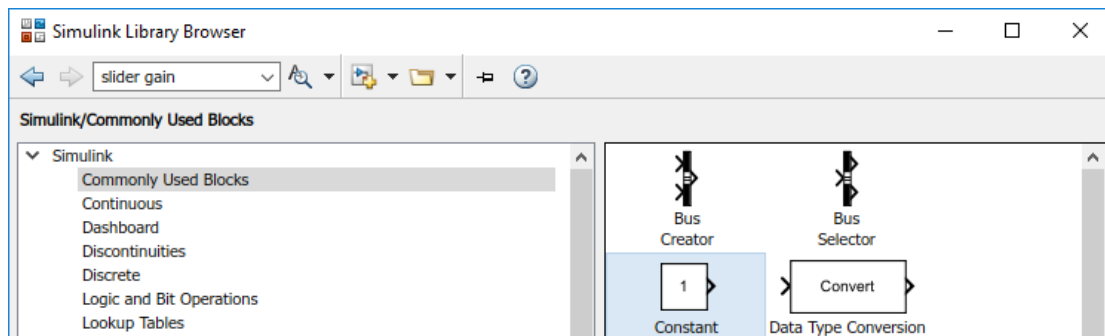 Simulink Library Browser
slider gain
Simulink/Commonly Used Blocks
Simulink
Commonly Used Blocks
Continuous
Dashboard
Discontinuities
Discrete
Logic and Bit Operations
Lookup Tables
Bus
Creator
Bus
Selector
1
Constant
Convert
Data Type Conversion